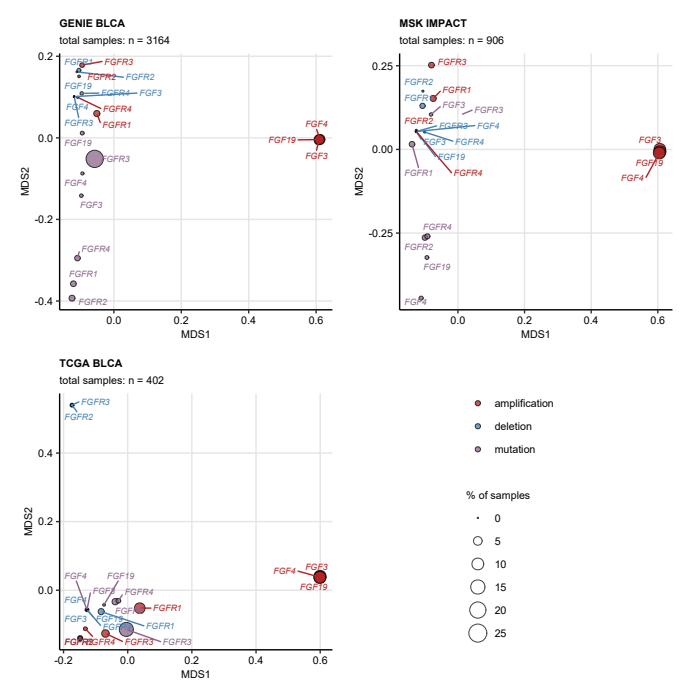 GENIE BLCA
total samples: n = 3164
0.2
0.0
-0.2
-0.4
MDS2
FGFR1
FGFR3
FGFR2
FGFR2
FGF19
FGFR4
FGF3
FGF4
FGFR4
FGFR3
FGFR1
FGF19
FGFR3
FGF4
FGF3
FGFR4
FGFR1
FGFR2
FGF4
FGF19
FGF3
0.0
0.2
0.4
0.6
MDS1
MSK IMPACT
total samples: n = 906
0.25
0.00
-0.25
MDS2
FGFR3
FGFR2
FGFR1
FGFR1
FGF3
FGFR3
FGFR2
FGFR3
FGF4
FGF3
FGFR4
FGF19
FGFR1
FGFR4
FGFR4
FGFR2
FGF19
FGF4
FGF3
FGF19
FGF4
0.0
0.2
0.4
0.6
MDS1
TCGA BLCA
total samples: n = 402
0.4
0.2
0.0
MDS2
FGFR3
FGFR2
FGF4
FGF19
FGFR4
FGF4
FGFR1
FGF3
FGFR1
FGFR4
FGFR3
FGFR3
FGF3
FGF4
FGF19
-0.2
0.0
0.2
0.4
0.6
MDS1
amplification
deletion
mutation
% of samples
0
5
10
15
20
25